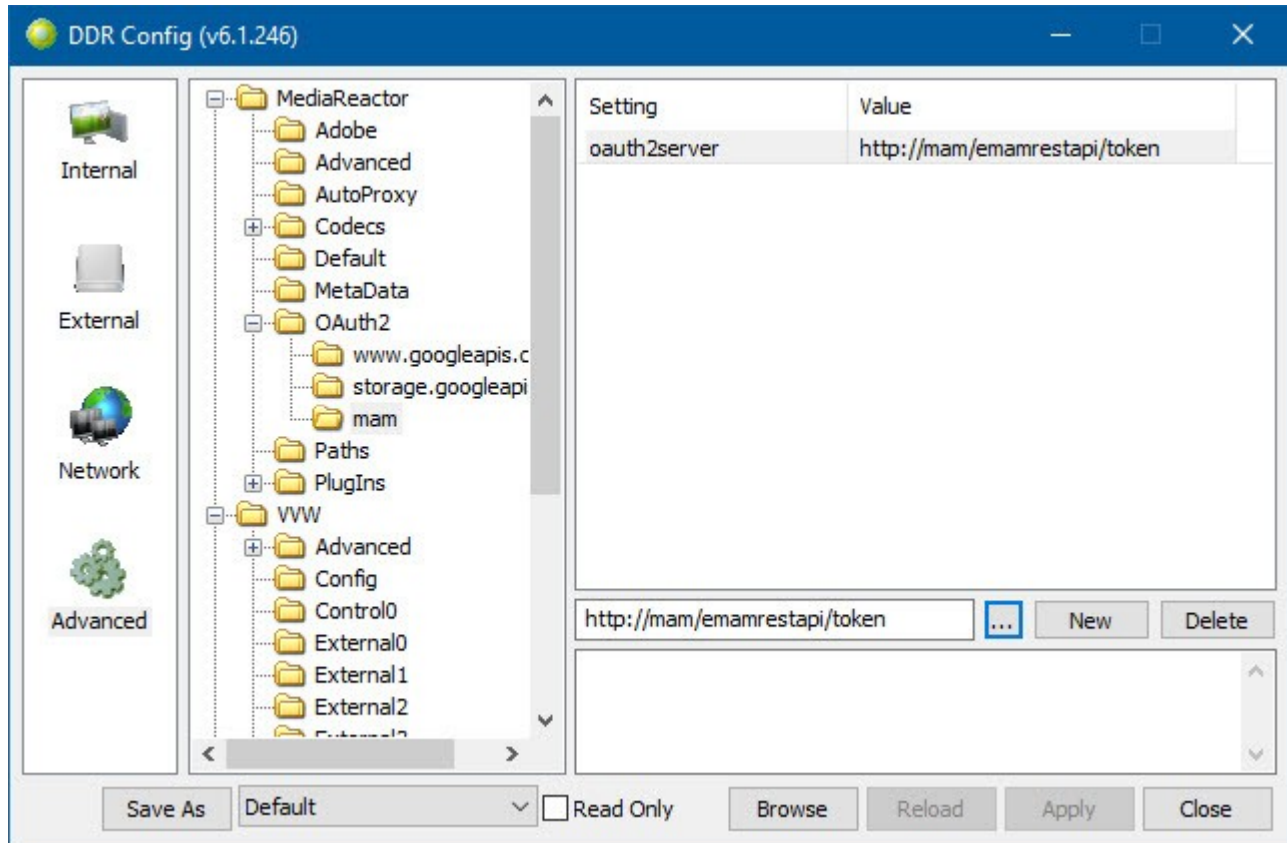 DDR Config (v6.1.246)
Internal
External
Network
Advanced
MediaReactor
Adobe
Advanced
AutoProxy
Codecs
Default
MetaData
OAuth2
www.googleapis.c
storage.googleapi
mam
Paths
PlugIns
VVW
Advanced
Config
Control0
External0
External1
External2
Setting Value
oauth2server http://mam/emamrestapi/token
http://mam/emamrestapi/token ... New Delete
Save As Default Read Only Browse Reload Apply Close